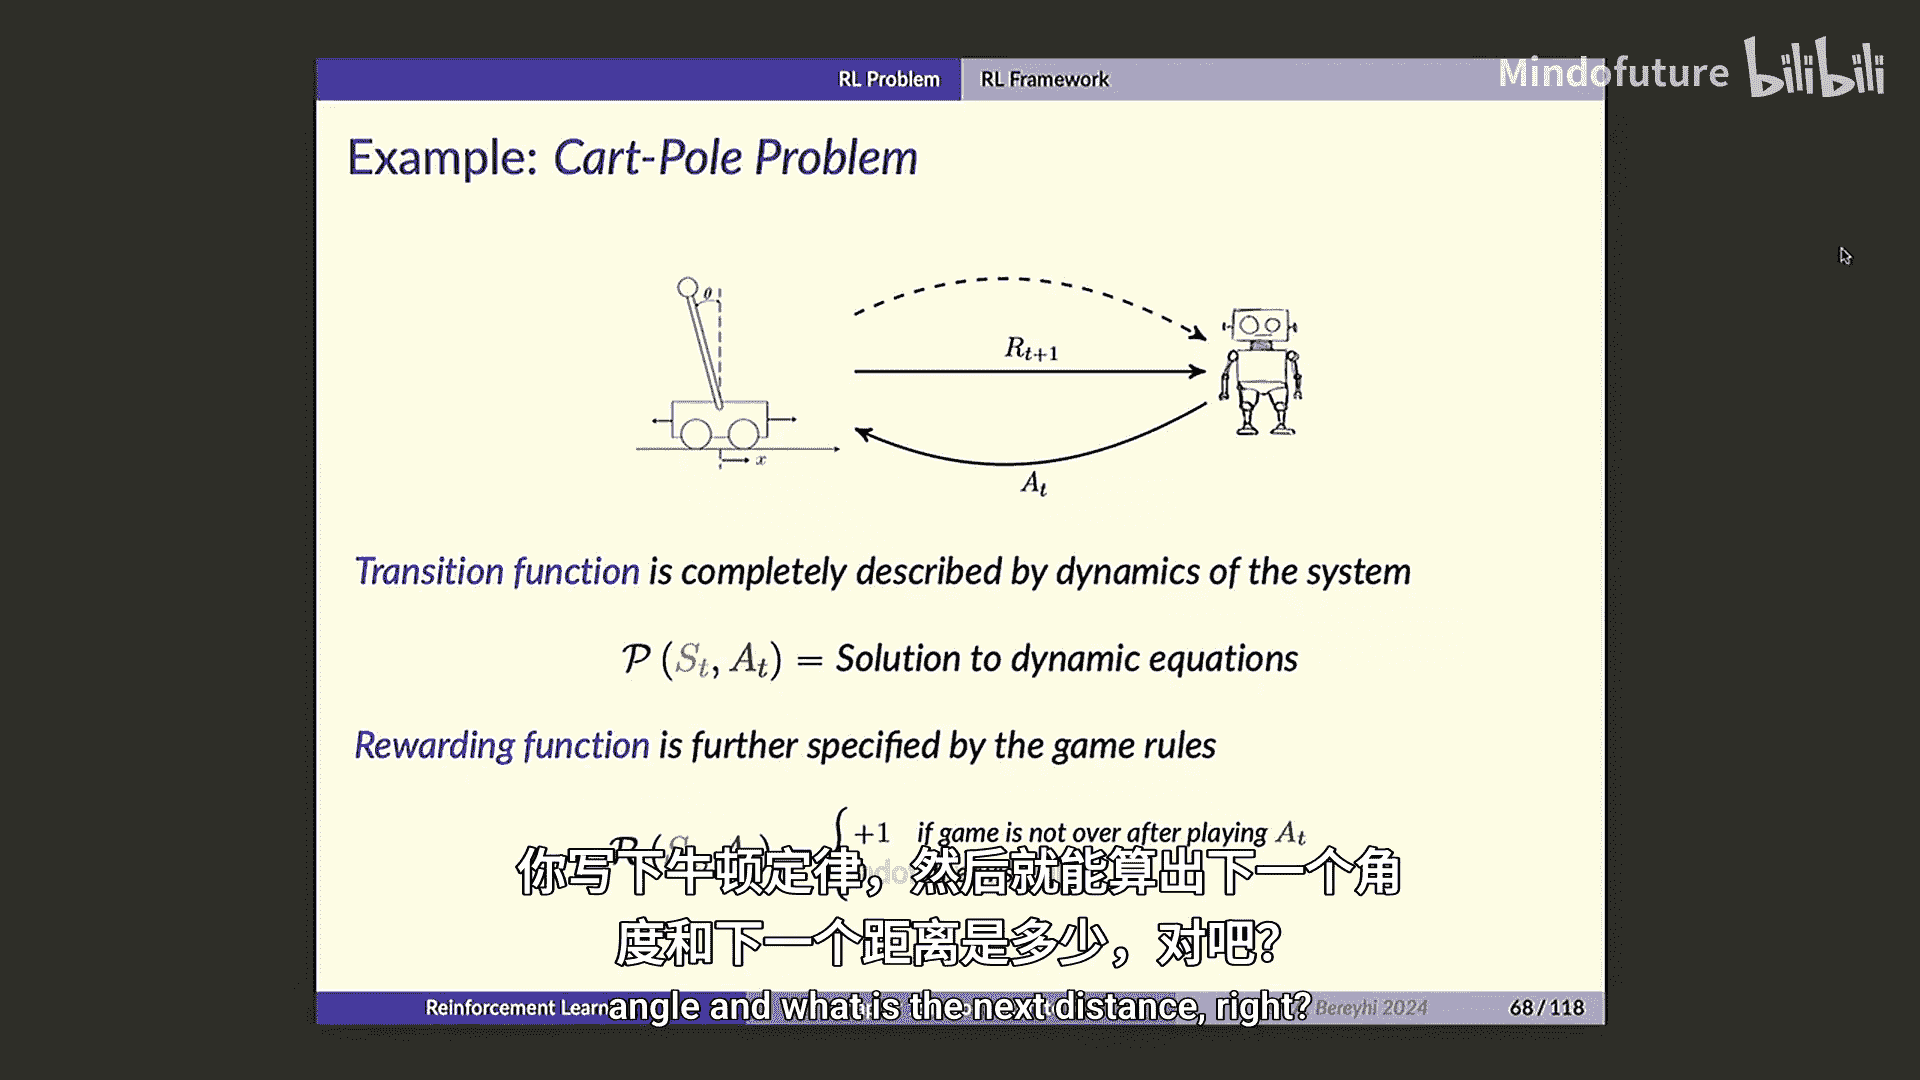 Mindofuture bilibili
RL Problem RL Framework
Example: Cart-Pole Problem
θ
R_{t+1}
x
A_t
Transition function is completely described by dynamics of the system
𝒫 (S_t, A_t) = Solution to dynamic equations
Rewarding function is further specified by the game rules
+1 if game is not over after playing A_t
你写下牛顿定律，然后就能算出下一个角
度和下一个距离是多少，对吧？
angle and what is the next distance, right?
Reinforcement Learn
Bereyhi 2024
68 / 118